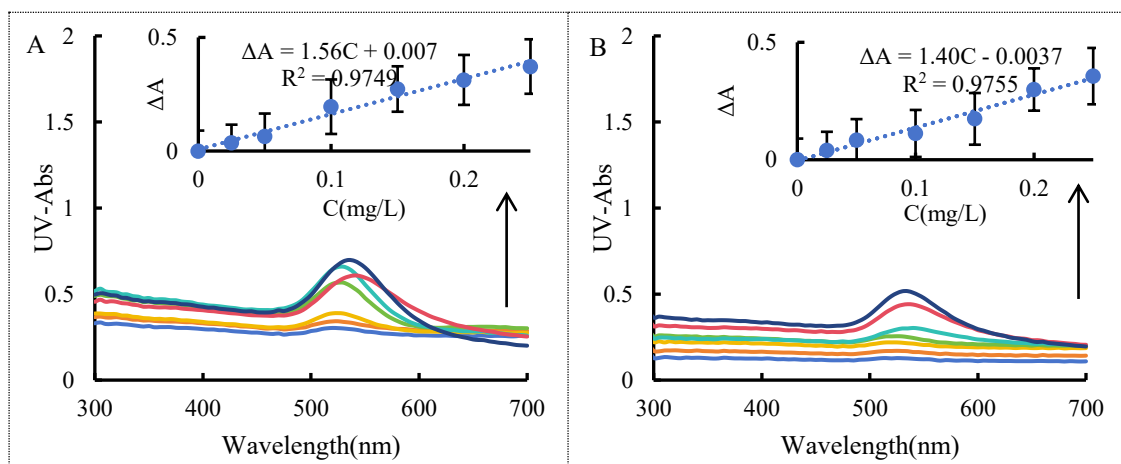 A
UV-Abs
2
1.5
1
0.5
0
300
400
500
600
700
Wavelength(nm)
ΔA
0.5
0
0
0.1
0.2
C(mg/L)
ΔA = 1.56C + 0.007
R² = 0.9749
B
UV-Abs
2
1.5
1
0.5
0
300
400
500
600
700
Wavelength(nm)
ΔA
0.5
0
0
0.1
0.2
C(mg/L)
ΔA = 1.40C - 0.0037
R² = 0.9755